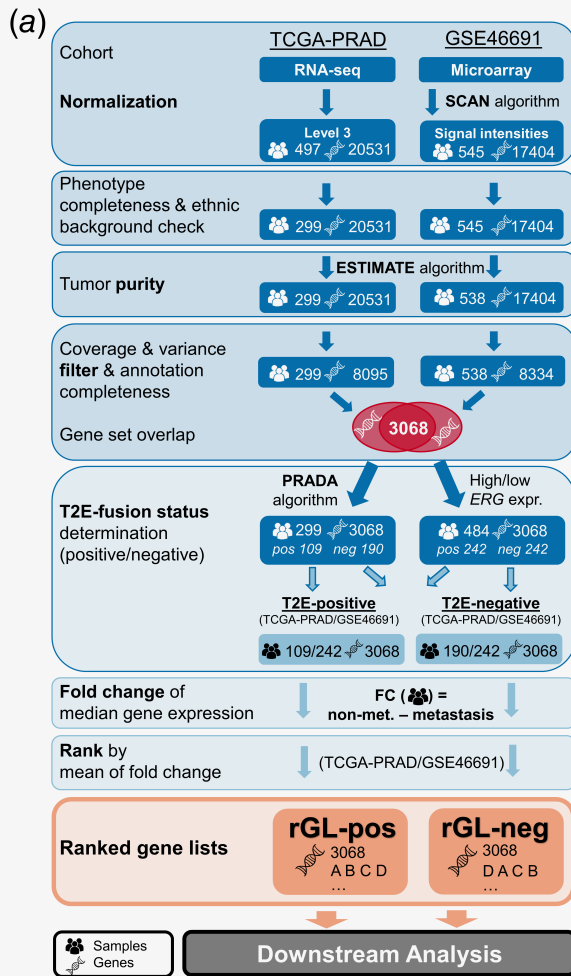 (a)
Cohort
TCGA-PRAD
GSE46691
RNA-seq
Microarray
Normalization
SCAN algorithm
Level 3
497 20531
Signal intensities
545 17404
Phenotype
completeness & ethnic
background check
299 20531
545 17404
Tumor purity
ESTIMATE algorithm
299 20531
538 17404
Coverage & variance
filter & annotation
completeness
299 8095
538 8334
Gene set overlap
3068
T2E-fusion status
determination
(positive/negative)
PRADA
algorithm
High/low
ERG expr.
299 3068
pos 109 neg 190
484 3068
pos 242 neg 242
T2E-positive
(TCGA-PRAD/GSE46691)
109/242 3068
T2E-negative
(TCGA-PRAD/GSE46691)
190/242 3068
Fold change of
median gene expression
FC ( ) =
non-met. – metastasis
Rank by
mean of fold change
(TCGA-PRAD/GSE46691)
Ranked gene lists
rGL-pos
3068
A B C D
...
rGL-neg
3068
D A C B
...
Samples
Genes
Downstream Analysis